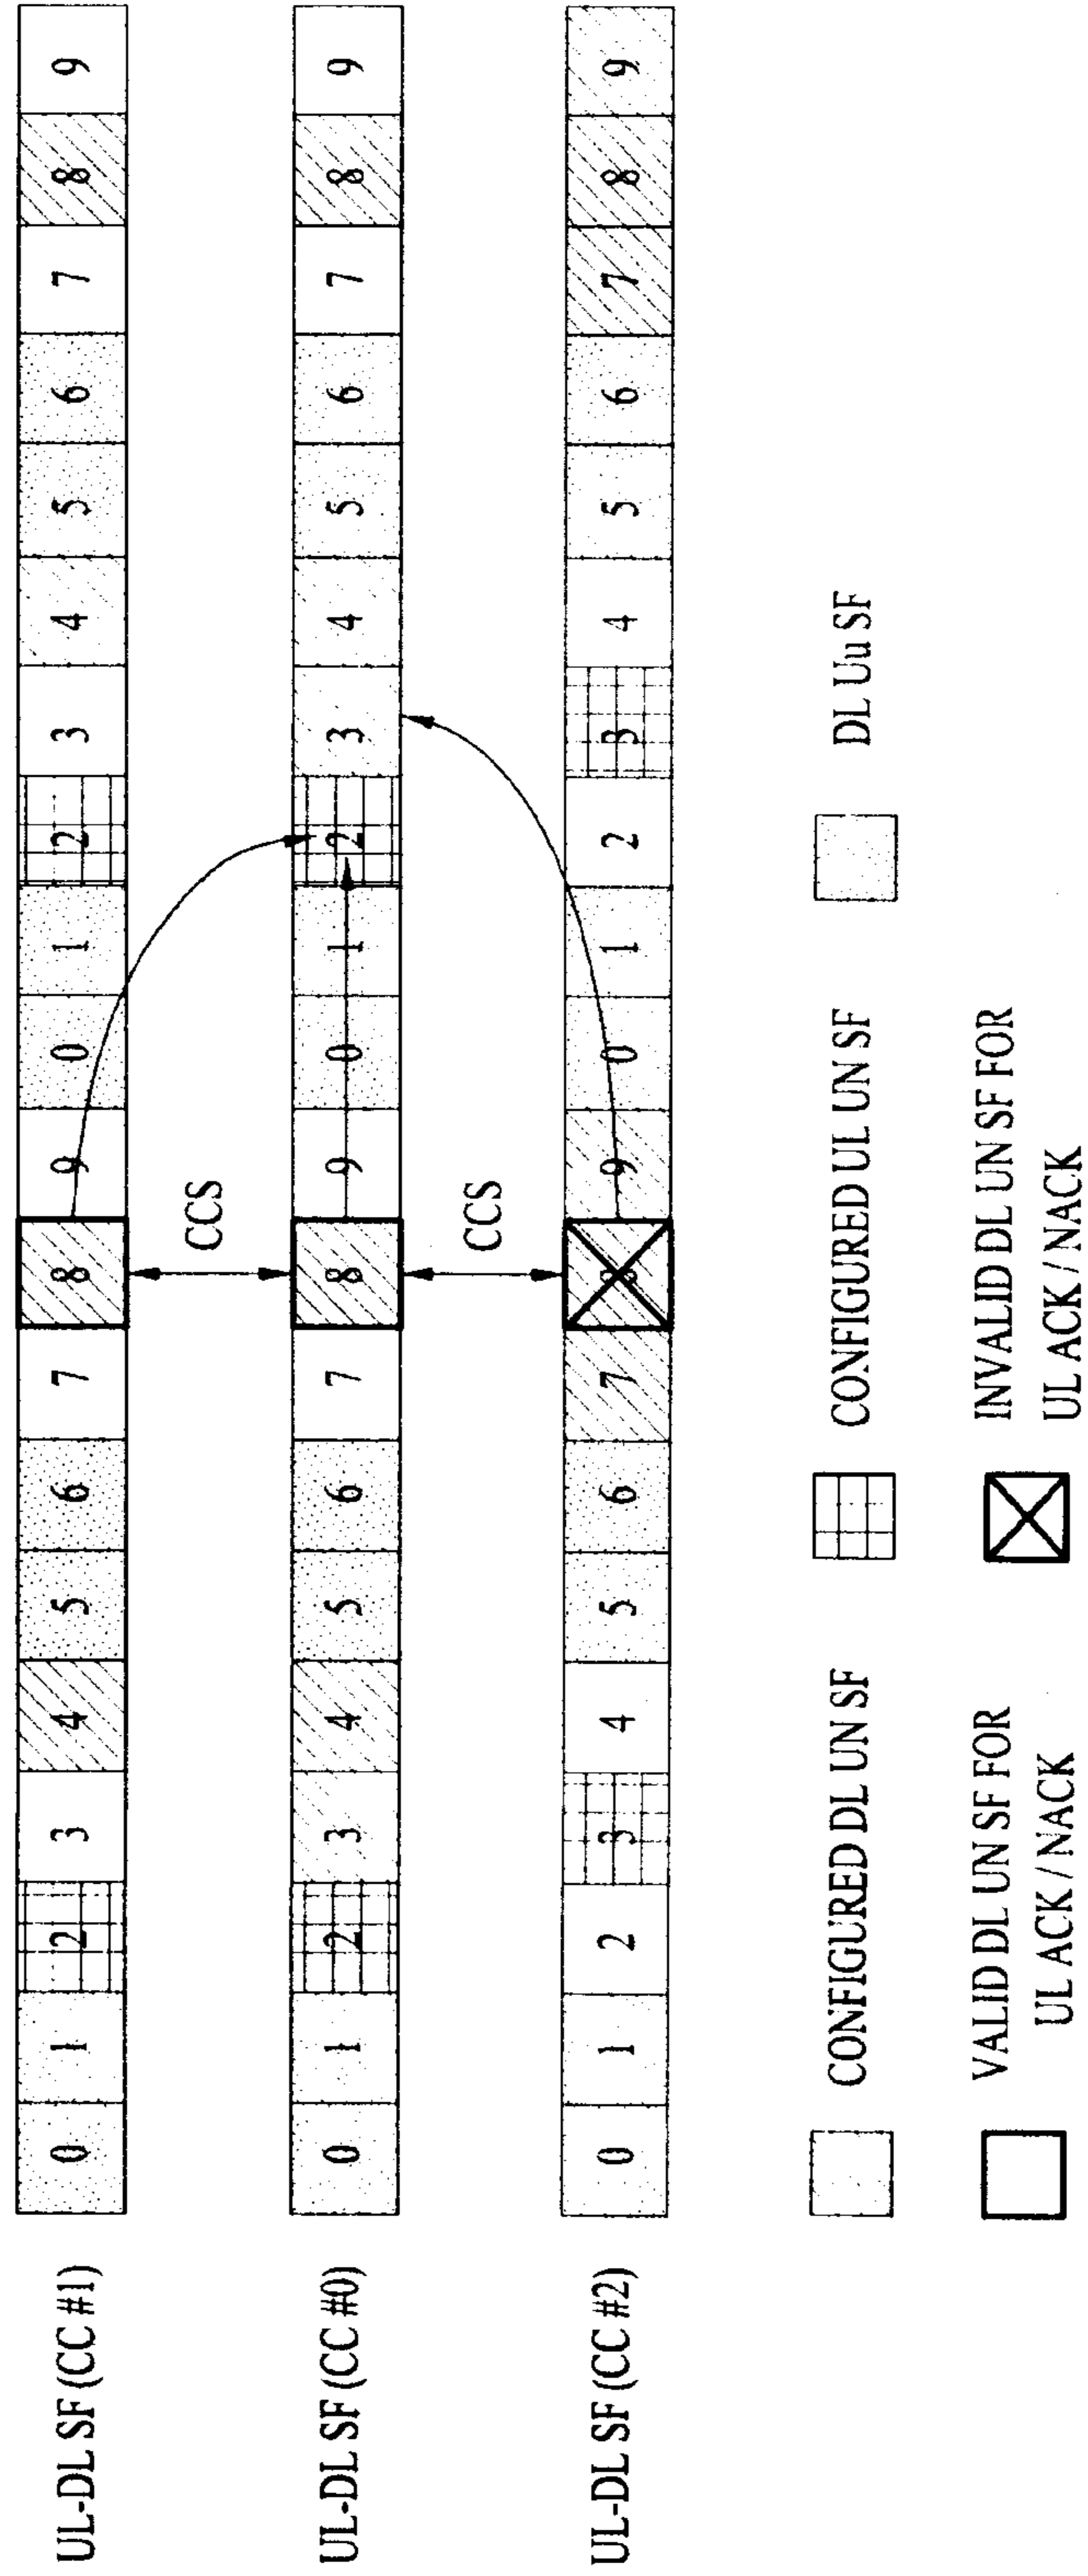 UL-DL SF (CC #1) 0 1 2 3 4 5 6 7 8 9 0 1 2 3 4 5 6 7 8 9
CCS
UL-DL SF (CC #0) 0 1 2 3 4 5 6 7 8 9 0 1 2 3 4 5 6 7 8 9
CCS
UL-DL SF (CC #2) 0 1 2 3 4 5 6 7 8 9 0 1 2 3 4 5 6 7 8 9
CONFIGURED DL UN SF
CONFIGURED UL UN SF
DL Uu SF
VALID DL UN SF FOR
UL ACK / NACK
INVALID DL UN SF FOR
UL ACK / NACK